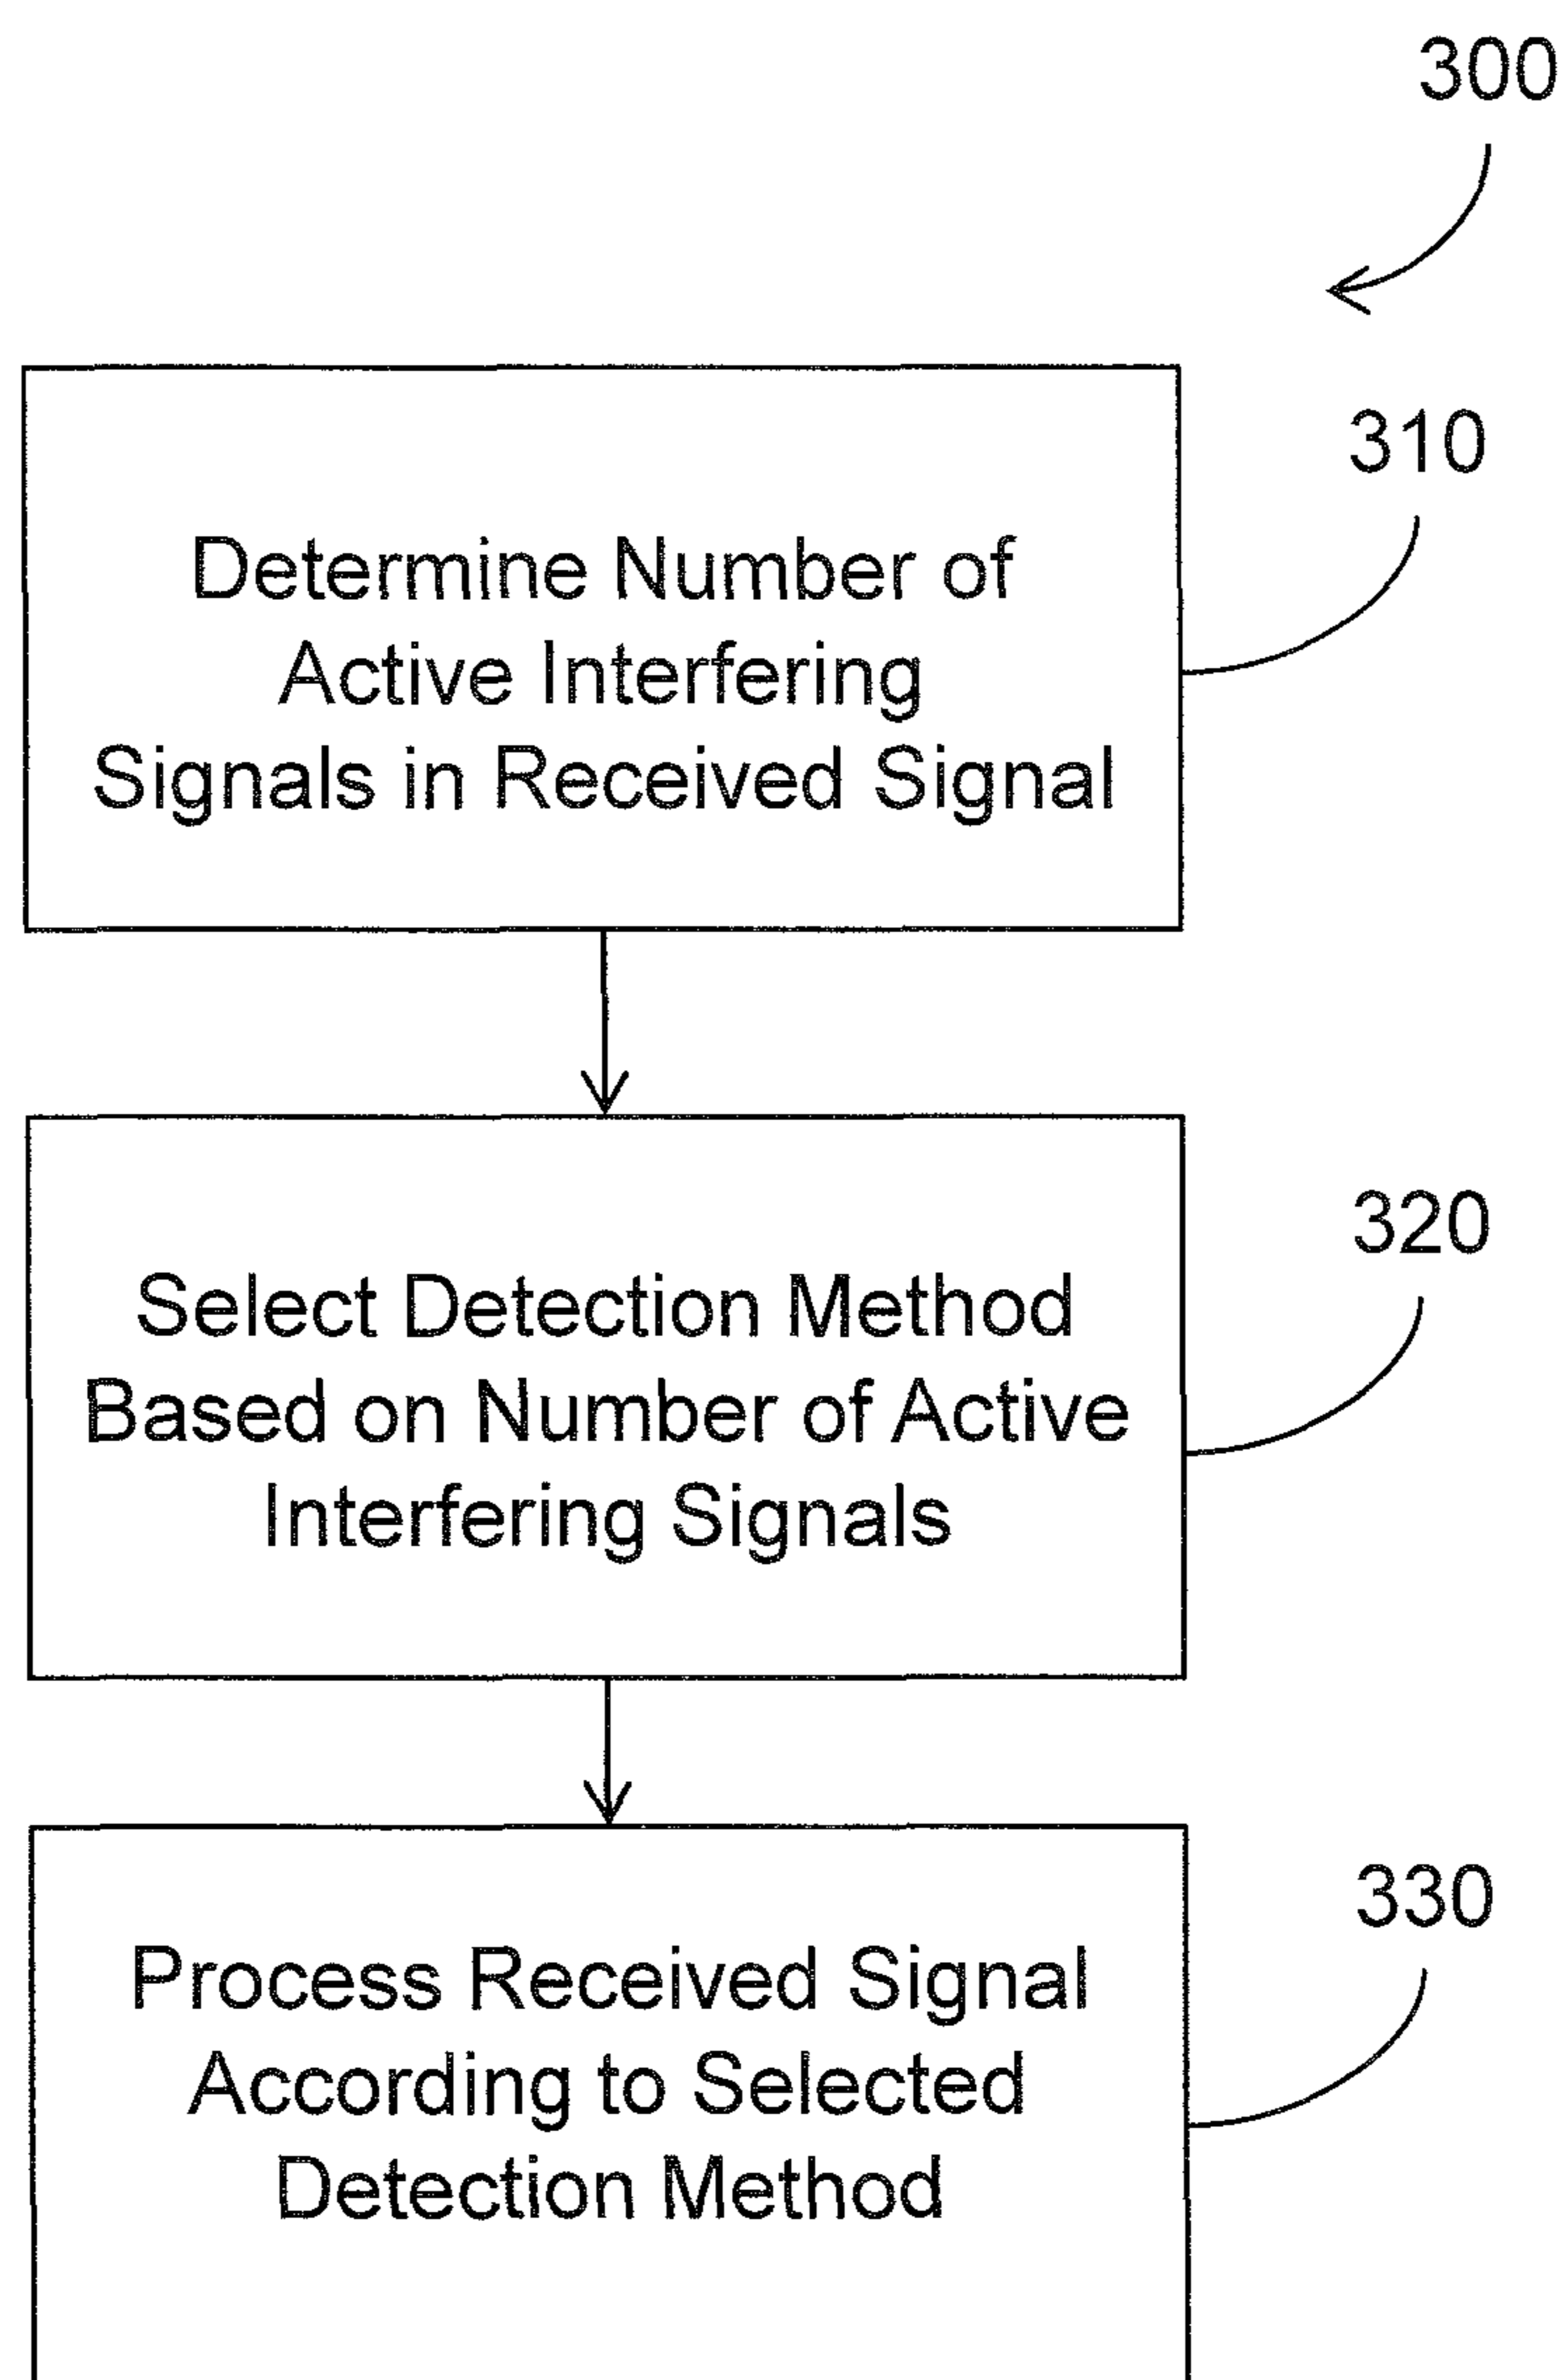 300
310
Determine Number of
Active Interfering
Signals in Received Signal
320
Select Detection Method
Based on Number of Active
Interfering Signals
330
Process Received Signal
According to Selected
Detection Method